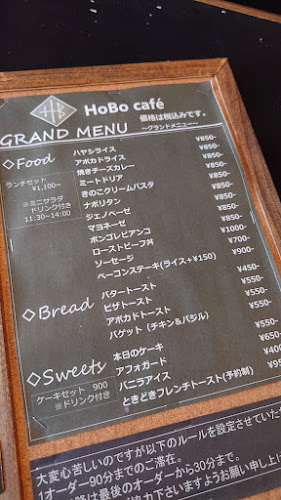 HB
HoBo café
価格は税込みです。
GRAND MENU ～グランドメニュー～
◇Food
ランチセット
¥1,100~
※ミニサラダ
ドリンク付き
11:30~14:00
ハヤシライス ¥850-
アボカドライス ¥850-
焼きチーズカレー ¥850-
ミートドリア ¥850-
きのこクリームパスタ ¥850-
ナポリタン ¥850-
ジェノベーゼ ¥850-
マヨネーゼ ¥850-
ボンゴレビアンコ ¥850-
ローストビーフ丼 ¥1000-
ソーセージ ¥700-
ベーコンステーキ(ライス+¥150) ¥900-
◇Bread
バタートースト ¥450-
ピザトースト ¥550-
アボカドトースト ¥550-
バゲット (チキン&バジル) ¥550-
◇Sweets
ケーキセット 900
※ドリンク付き
本日のケーキ ¥550-
アフォガード ¥650-
バニラアイス ¥400
ときどきフレンチトースト(予約制)
大変心苦しいのですが以下のルールを設定させていた
1オーダー90分までのご滞在。
最後のオーダーから30分まで。